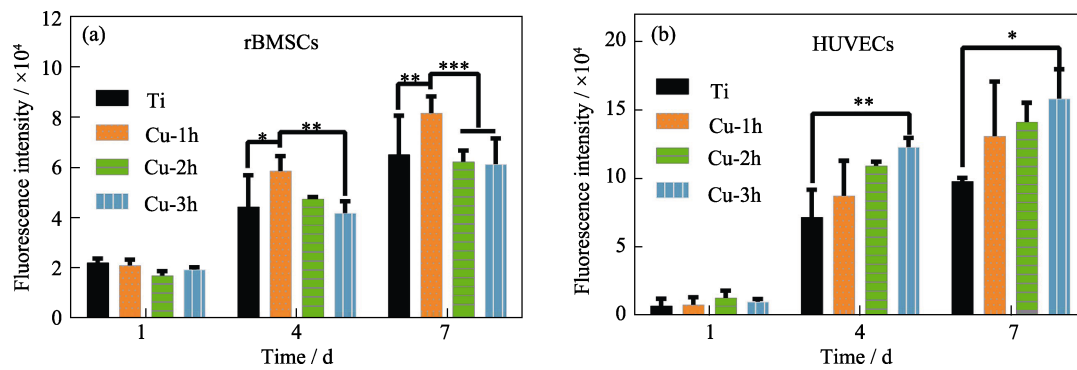 (a)
rBMSCs
Fluorescence intensity / ×10⁴
12
10
8
6
4
2
0
Ti
Cu-1h
Cu-2h
Cu-3h
*
**
**
***
1
4
7
Time / d
(b)
HUVECs
Fluorescence intensity / ×10⁴
20
15
10
5
0
Ti
Cu-1h
Cu-2h
Cu-3h
**
*
1
4
7
Time / d